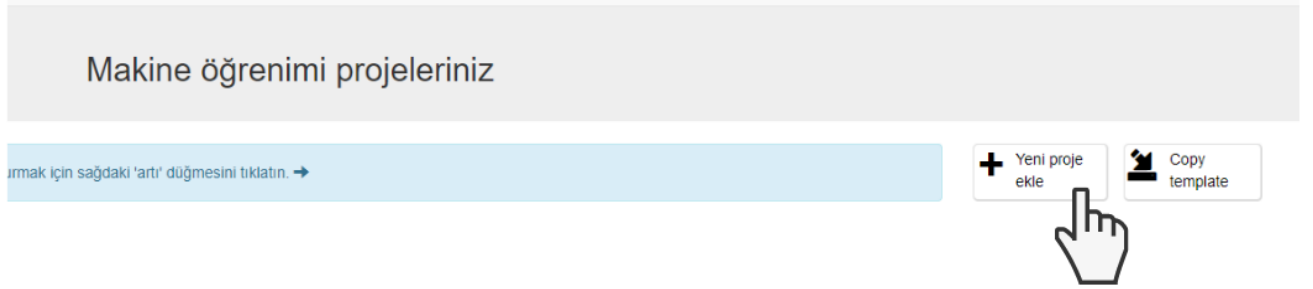 Makine öğrenimi projeleriniz
urmak için sağdaki 'artı' düğmesini tıklatın. ➔
Yeni proje
ekle
Copy
template